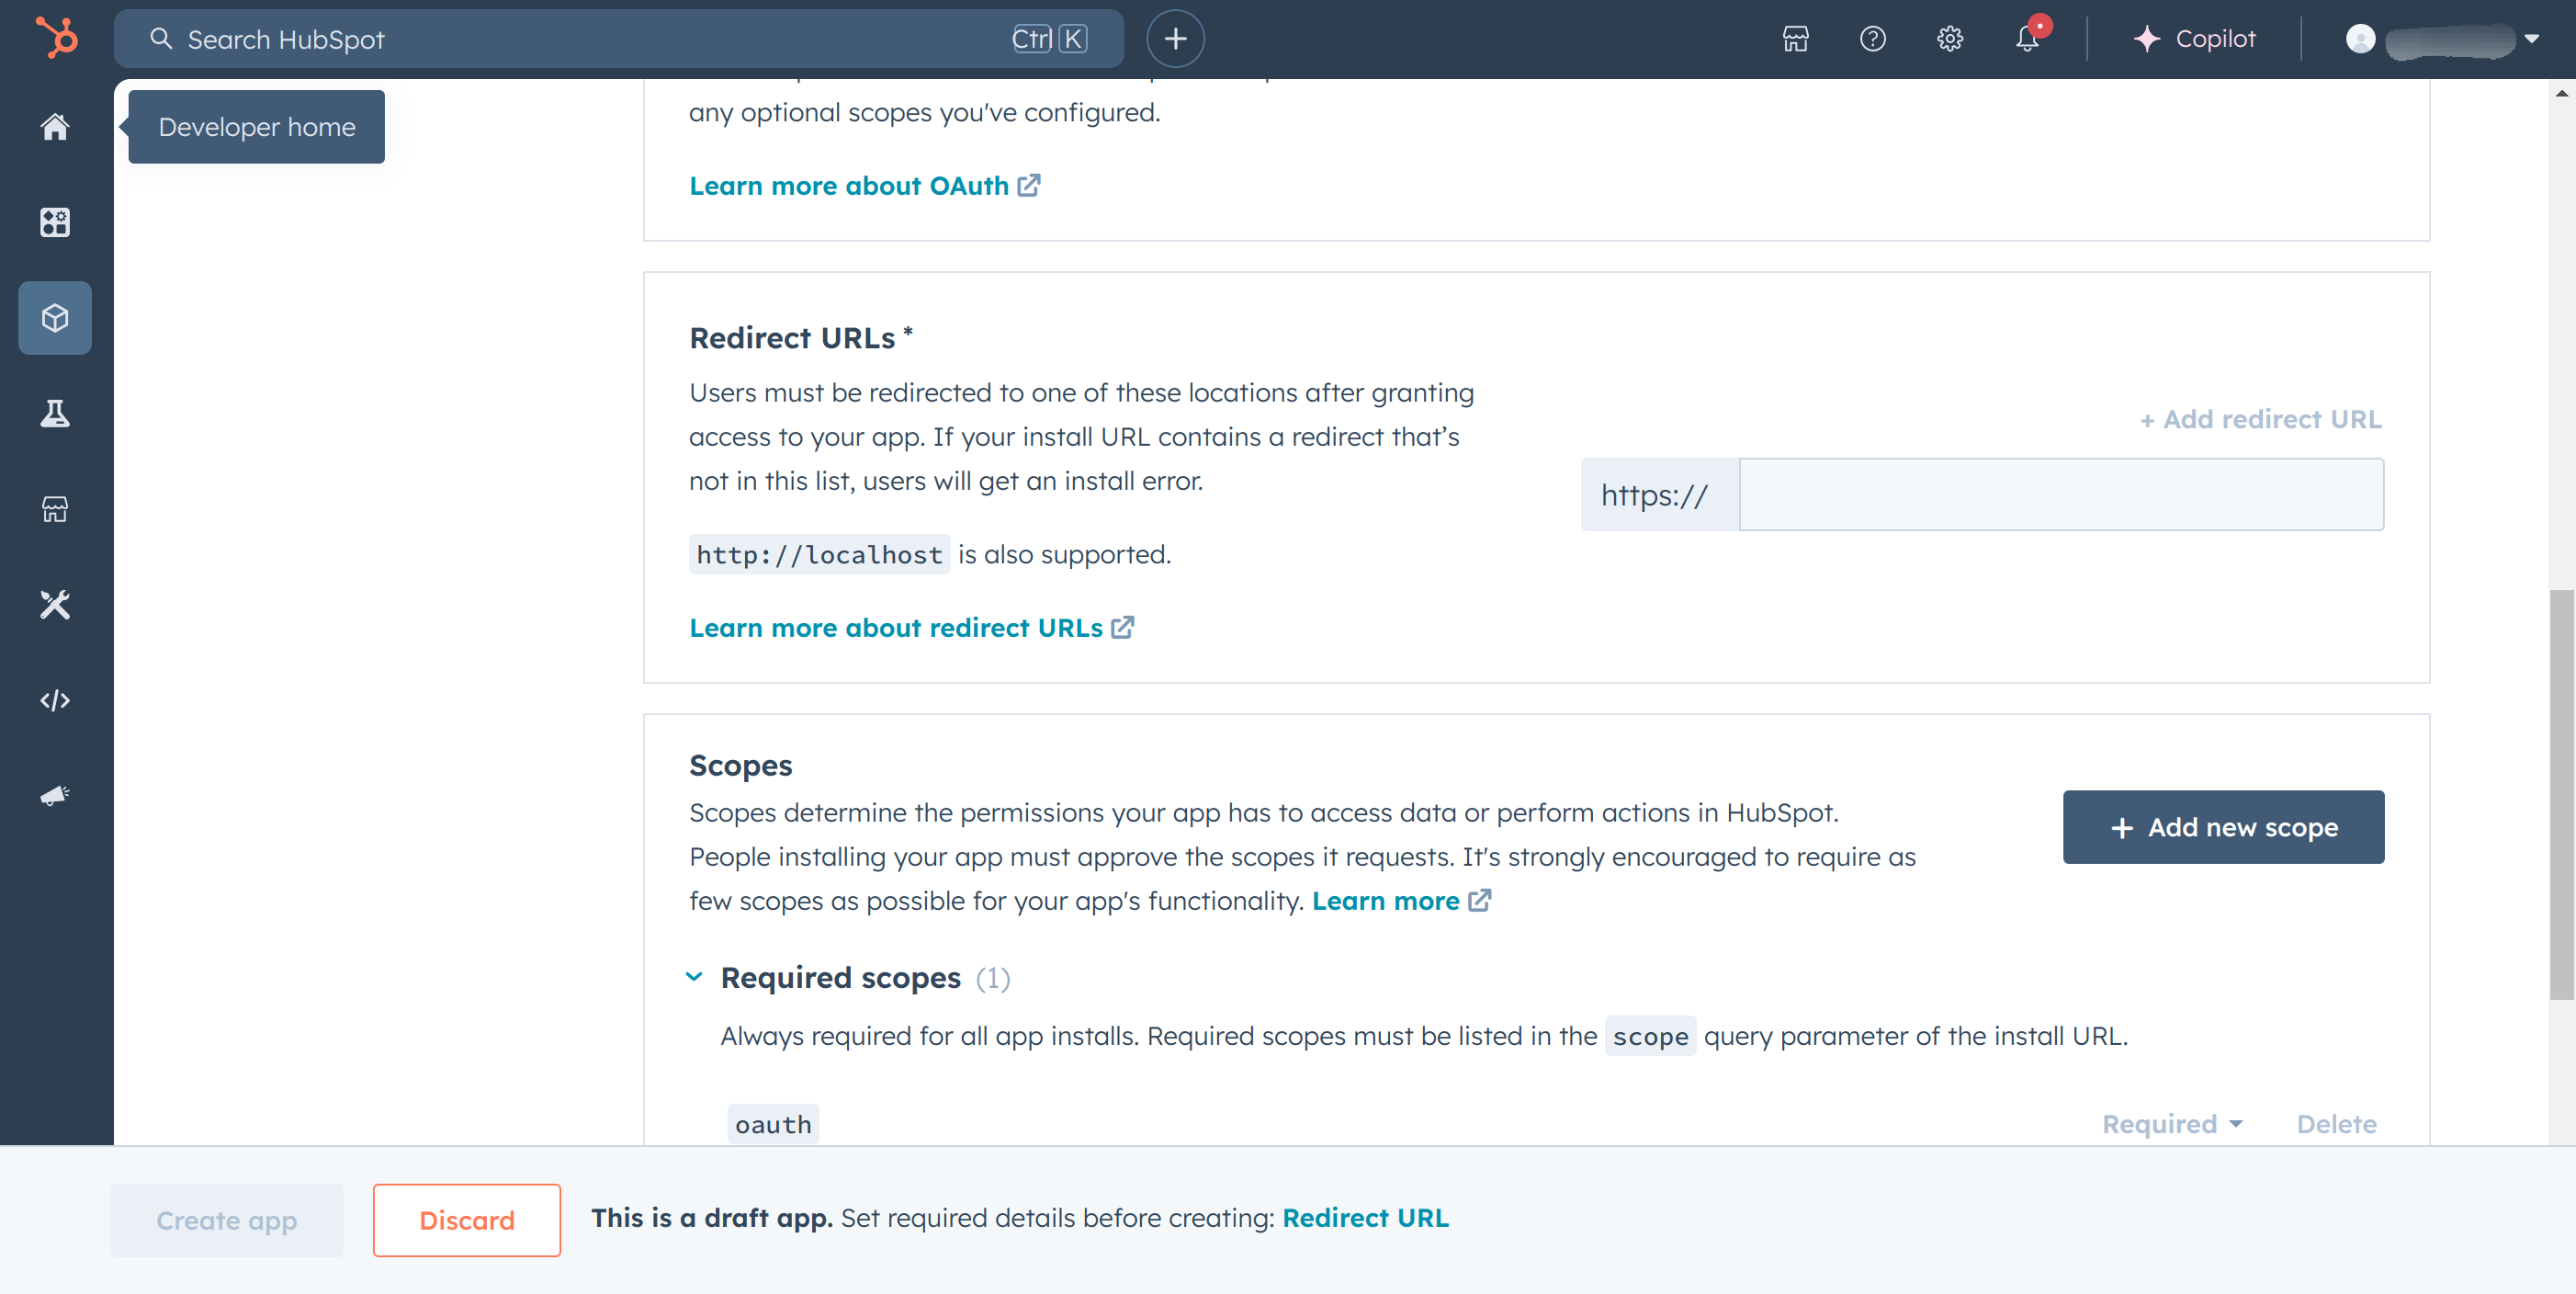 Search HubSpot
Ctrl K
Copilot
Developer home
any optional scopes you've configured.
Learn more about OAuth
Redirect URLs *
Users must be redirected to one of these locations after granting
access to your app. If your install URL contains a redirect that’s
not in this list, users will get an install error.
http://localhost is also supported.
Learn more about redirect URLs
+ Add redirect URL
https://
Scopes
Scopes determine the permissions your app has to access data or perform actions in HubSpot.
People installing your app must approve the scopes it requests. It's strongly encouraged to require as
few scopes as possible for your app's functionality. Learn more
+ Add new scope
Required scopes (1)
Always required for all app installs. Required scopes must be listed in the scope query parameter of the install URL.
oauth
Required
Delete
Create app
Discard
This is a draft app. Set required details before creating: Redirect URL